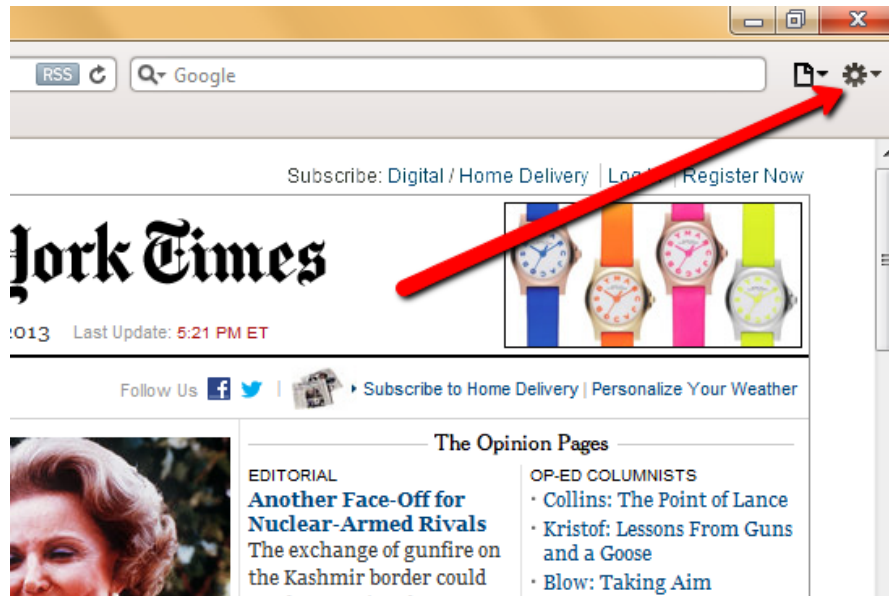 RSS Google
Subscribe: Digital / Home Delivery Register Now
York Times
2013 Last Update: 5:21 PM ET
Follow Us Subscribe to Home Delivery | Personalize Your Weather
The Opinion Pages
EDITORIAL
Another Face-Off for
Nuclear-Armed Rivals
The exchange of gunfire on
the Kashmir border could
OP-ED COLUMNISTS
· Collins: The Point of Lance
· Kristof: Lessons From Guns
and a Goose
· Blow: Taking Aim